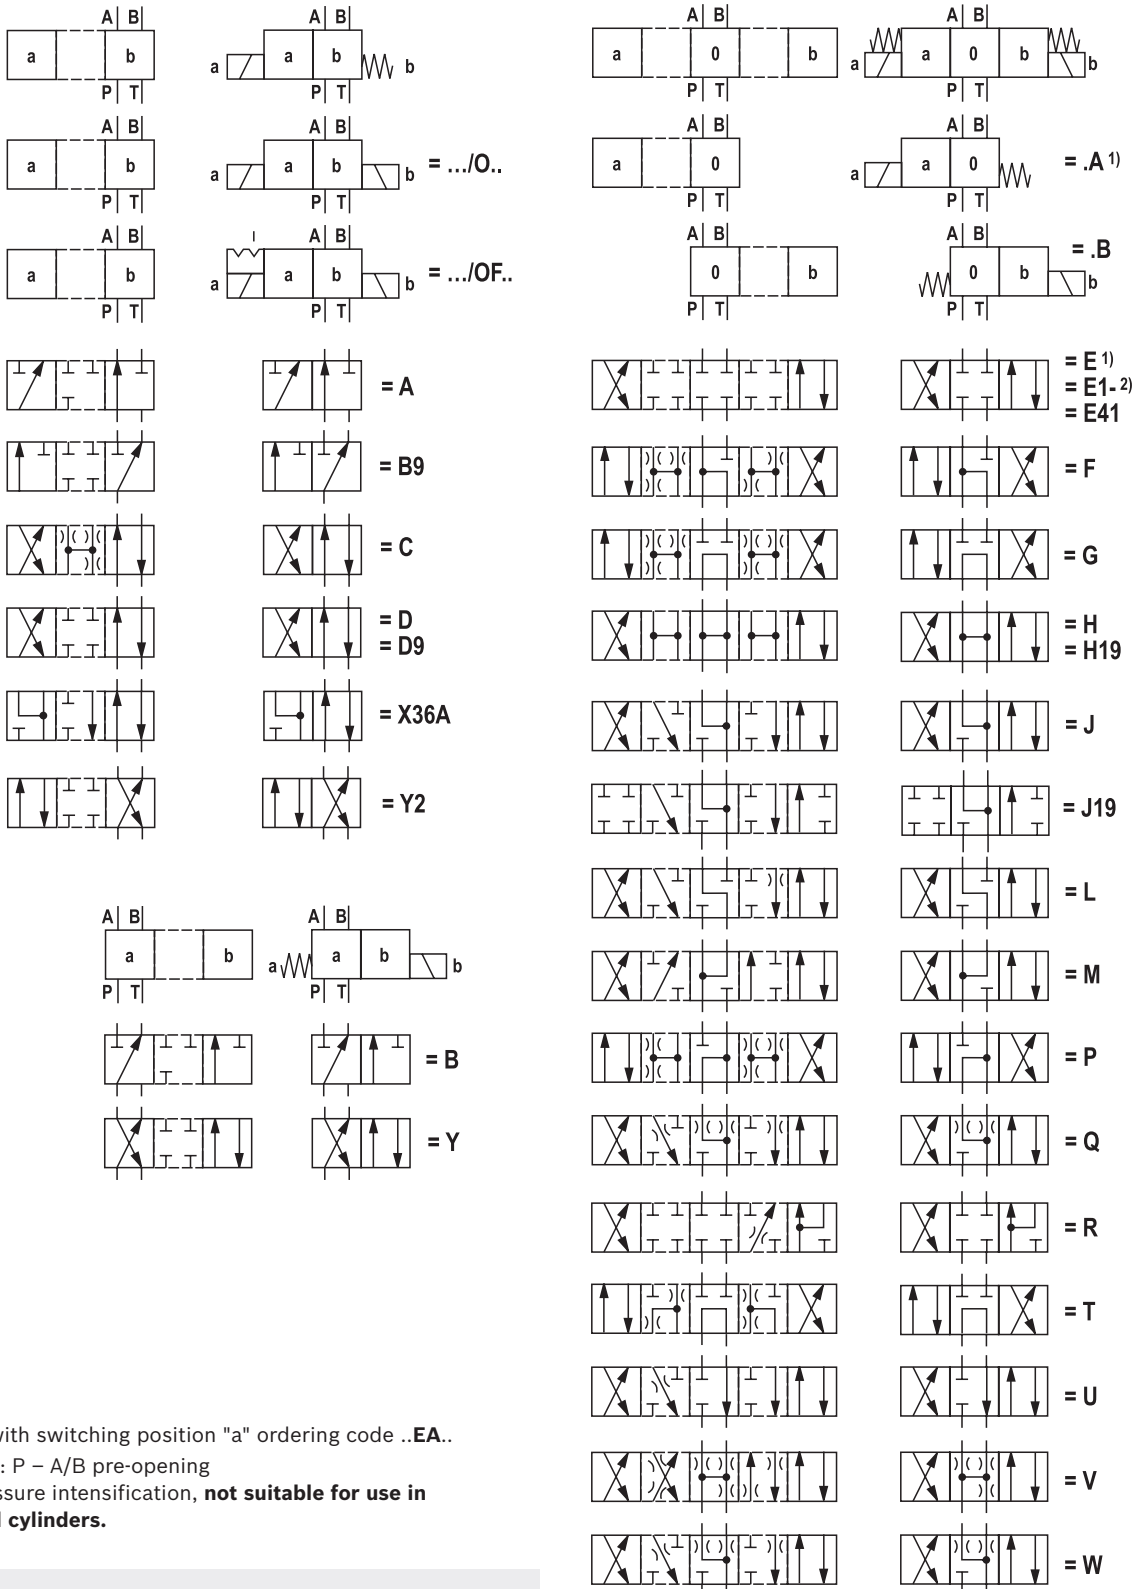 A B
a b
P T
A B
a a b b
P T
A B
a b
P T
A B
a a b b = .../O..
P T
A B
a b
P T
I A B
a a b b = .../OF..
P T
= A
= B9
= C
= D
= D9
= X36A
= Y2
A B
a b
P T
A B
a a b b
P T
= B
= Y
A B
a 0 b
P T
A B
a a 0 b b
P T
A B
a 0
P T
A B
a a 0 = .A 1)
P T
A B
0 b
P T
A B
= .B
0 b b
P T
= E 1)
= E1- 2)
= E41
= F
= G
= H
= H19
= J
= J19
= L
= M
= P
= Q
= R
= T
= U
= V
= W
with switching position "a" ordering code ..EA..
: P – A/B pre-opening
ssure intensification, not suitable for use in
cylinders.